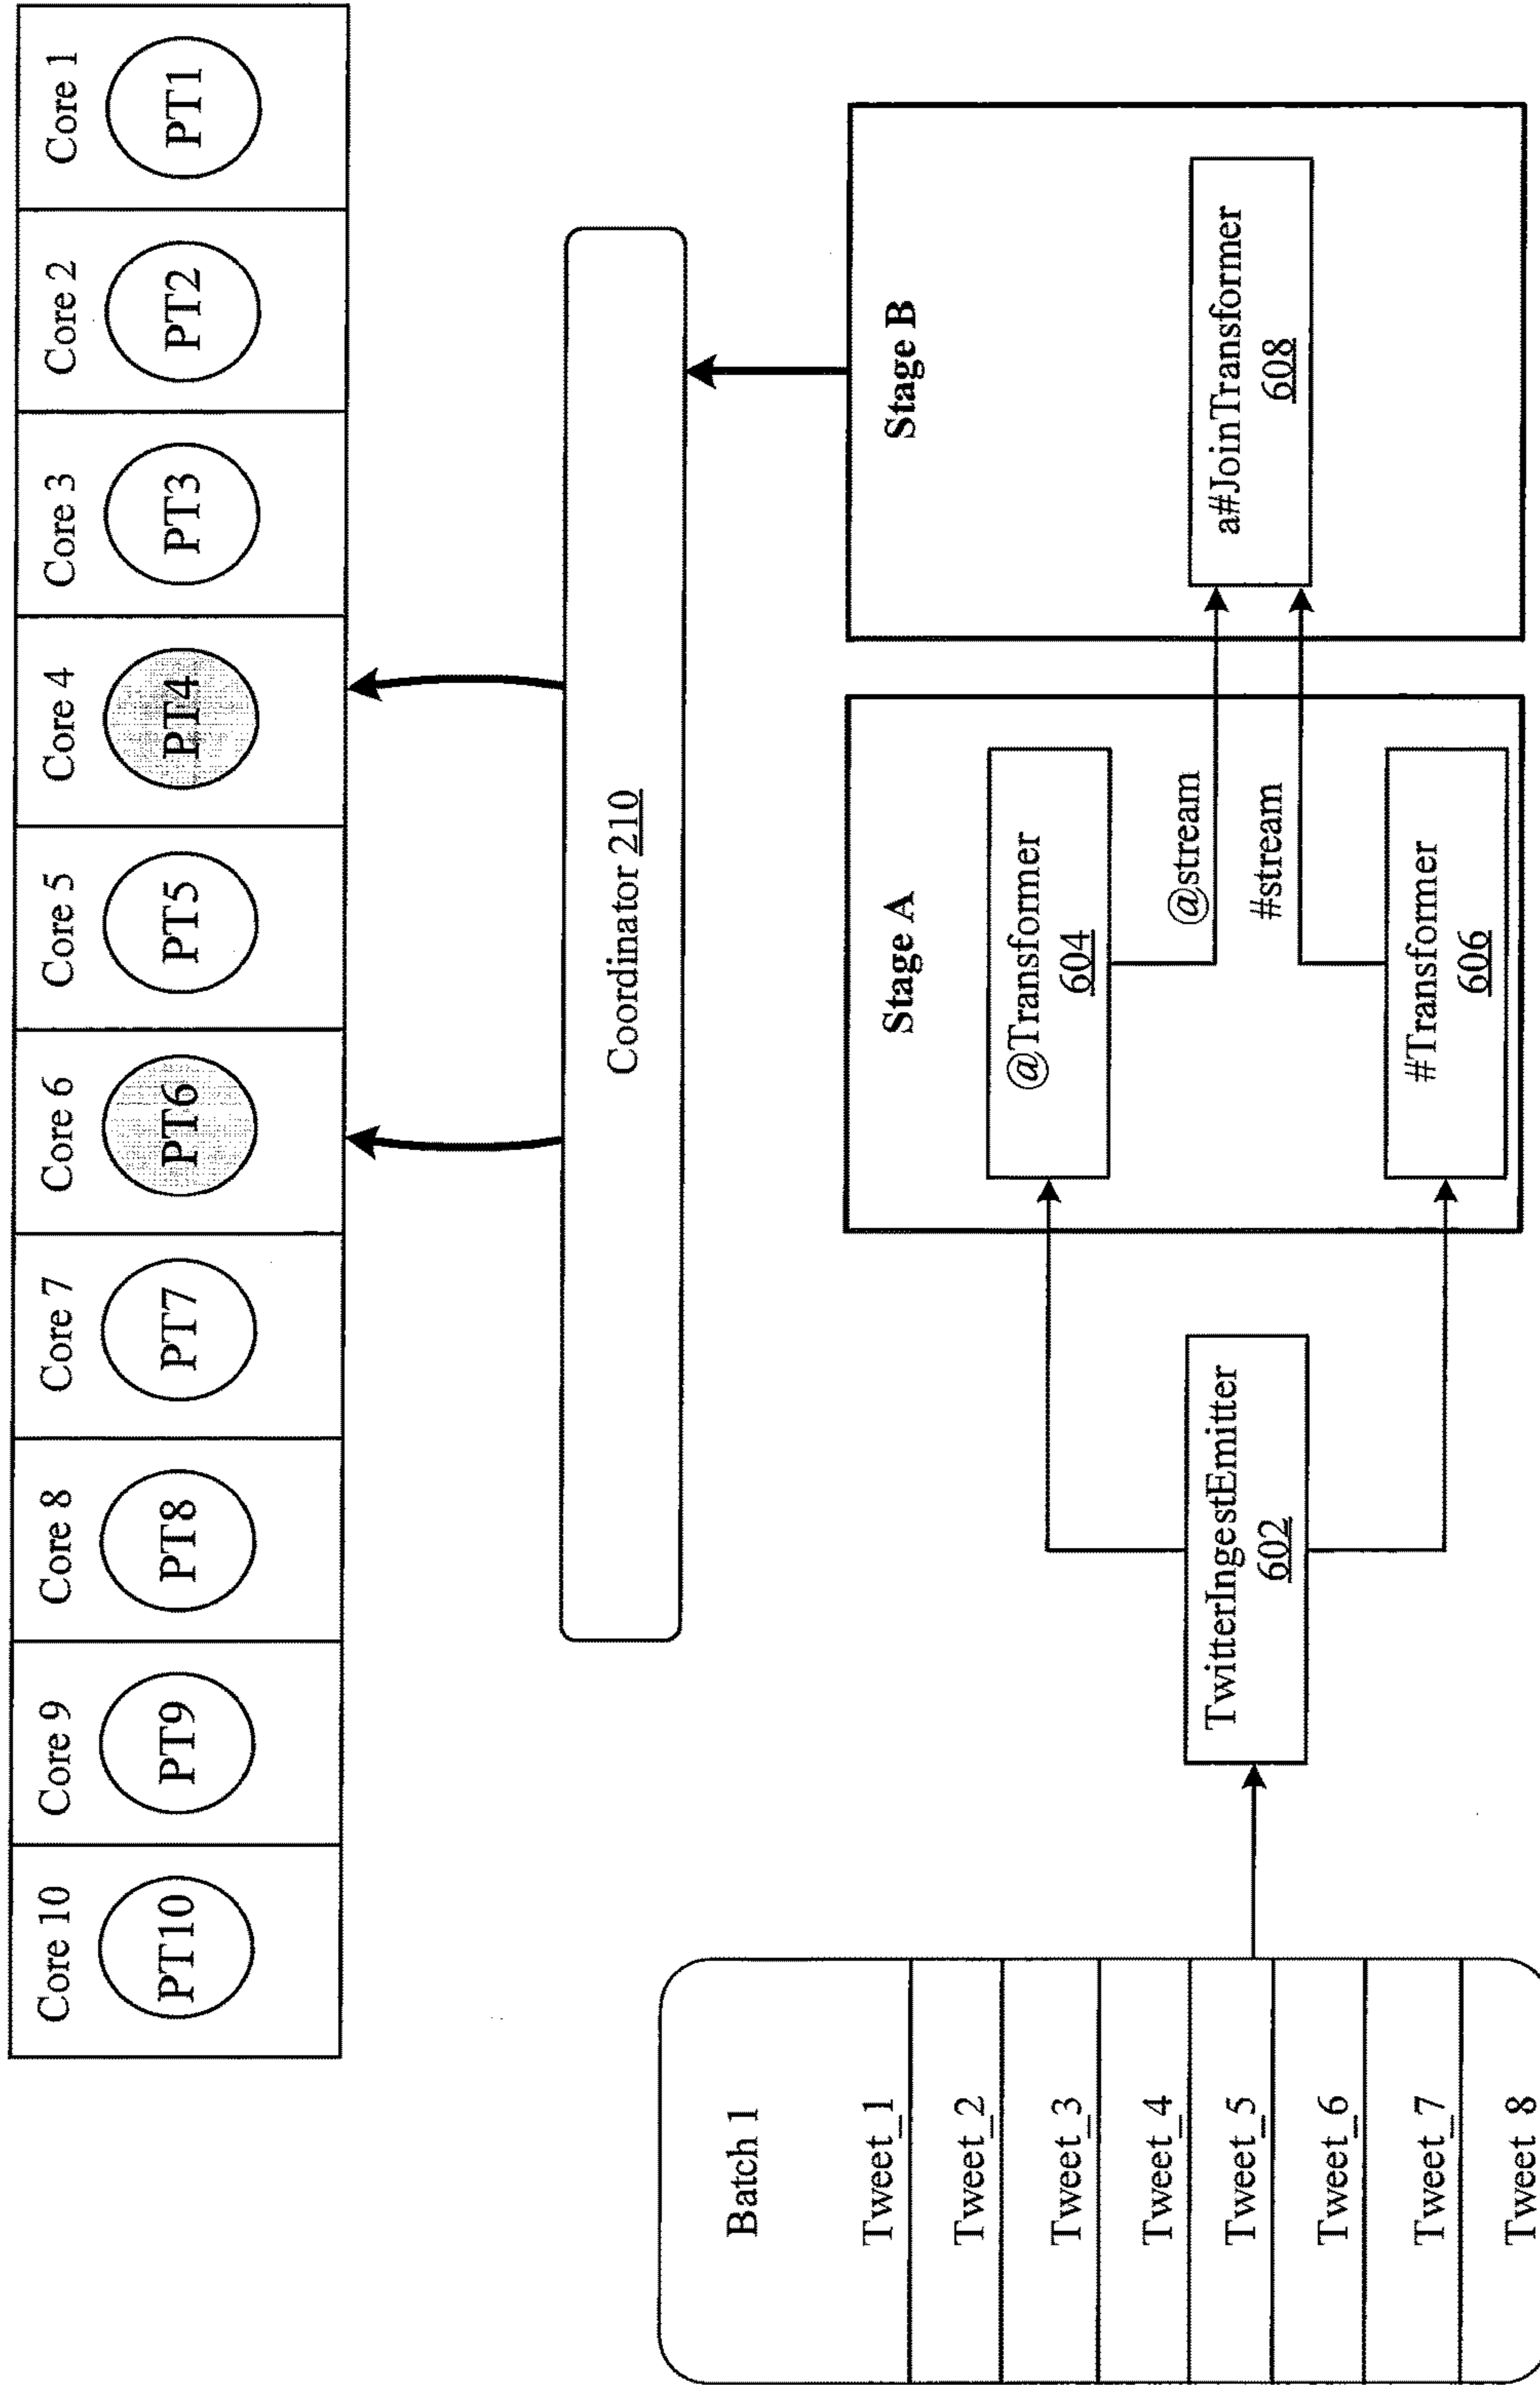 Core 10
Core 9
Core 8
Core 7
Core 6
Core 5
Core 4
Core 3
Core 2
Core 1
PT10
PT9
PT8
PT7
PT6
PT5
PT4
PT3
PT2
PT1
Coordinator 210
Batch 1
Tweet_1
Tweet_2
Tweet_3
Tweet_4
Tweet_5
Tweet_6
Tweet_7
Tweet 8
TwitterIngestEmitter
602
Stage A
@Transformer
604
@stream
#stream
#Transformer
606
Stage B
a#JoinTransformer
608